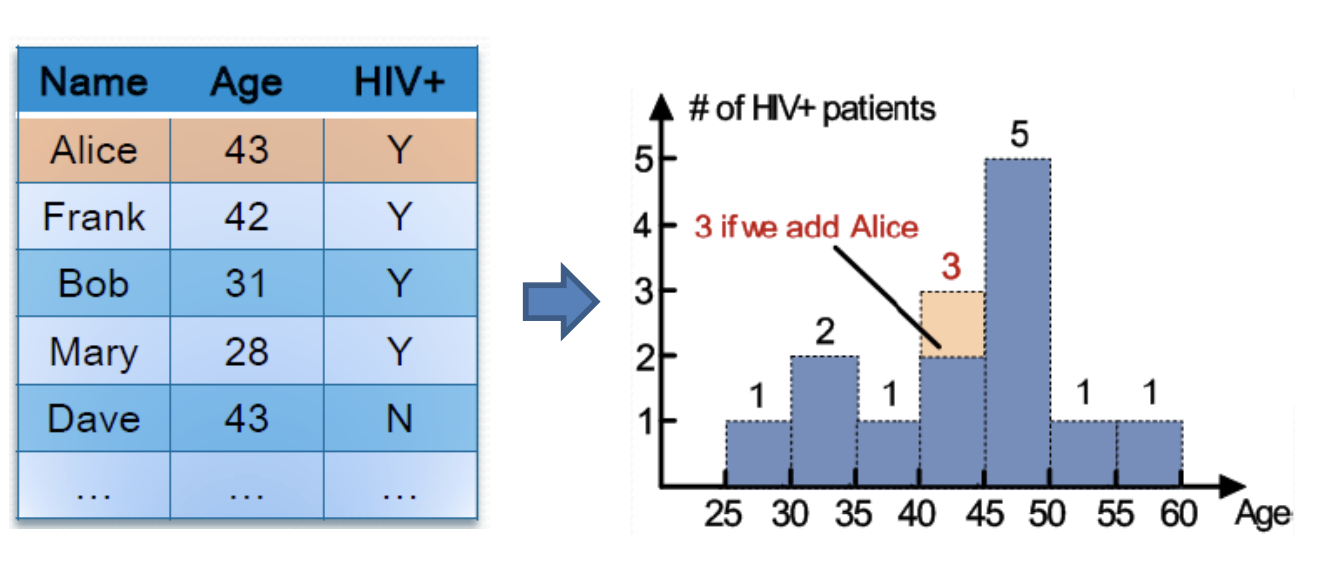 Name Age HIV+
Alice 43 Y
Frank 42 Y
Bob 31 Y
Mary 28 Y
Dave 43 N
... ... ...
# of HIV+ patients
5
5
4
3 if we add Alice
3
3
2
2
1
1
1
1
1
25 30 35 40 45 50 55 60 Age